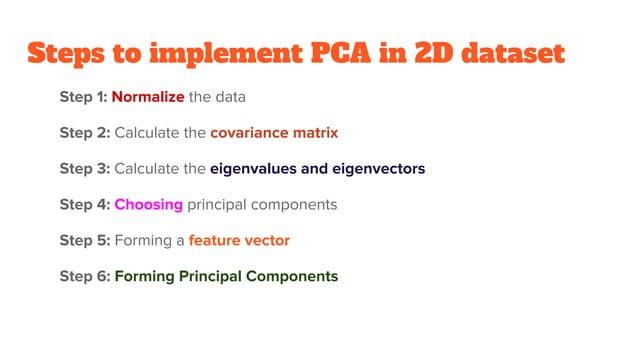 Steps to implement PCA in 2D dataset
Step 1: Normalize the data
Step 2: Calculate the covariance matrix
Step 3: Calculate the eigenvalues and eigenvectors
Step 4: Choosing principal components
Step 5: Forming a feature vector
Step 6: Forming Principal Components